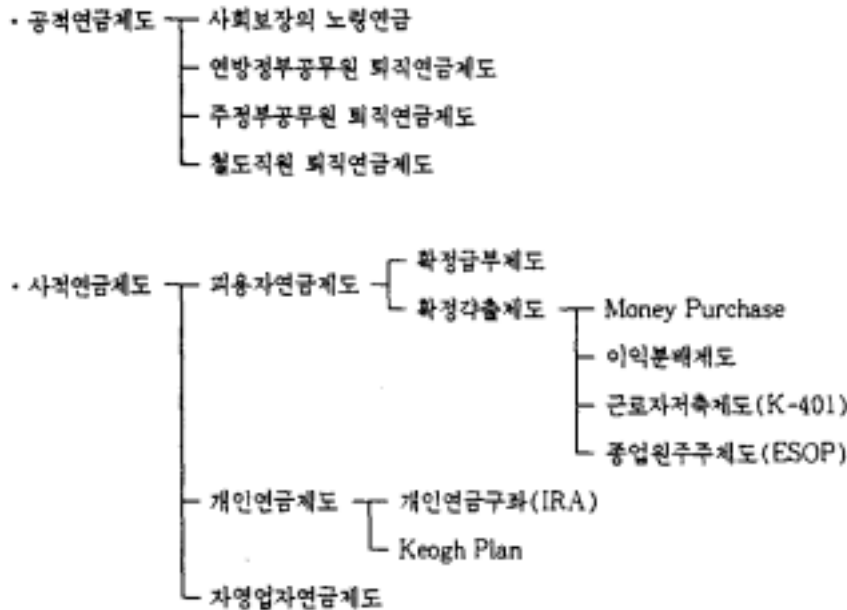 · 공적연금제도
사회보장의 노령연금
연방정부공무원 퇴직연금제도
주정부공무원 퇴직연금제도
철도직원 퇴직연금제도
· 사적연금제도
피용자연금제도
확정급부제도
확정갹출제도
Money Purchase
이익분배제도
근로자저축제도(K-401)
종업원주주제도(ESOP)
개인연금제도
개인연금구좌(IRA)
Keogh Plan
자영업자연금제도